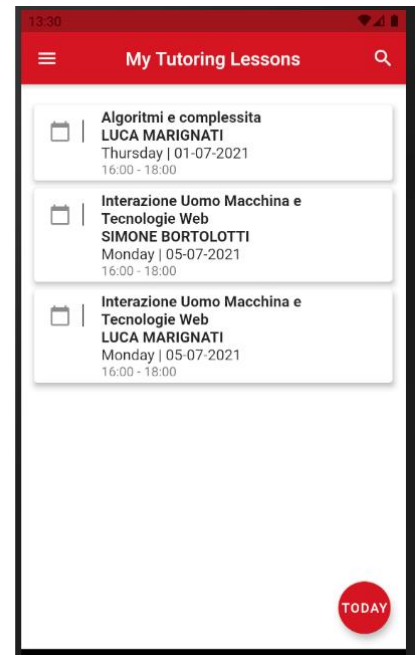 13:30
My Tutoring Lessons
Algoritmi e complessita
LUCA MARIGNATI
Thursday | 01-07-2021
16:00 - 18:00
Interazione Uomo Macchina e
Tecnologie Web
SIMONE BORTOLOTTI
Monday | 05-07-2021
16:00 - 18:00
Interazione Uomo Macchina e
Tecnologie Web
LUCA MARIGNATI
Monday | 05-07-2021
16:00 - 18:00
TODAY